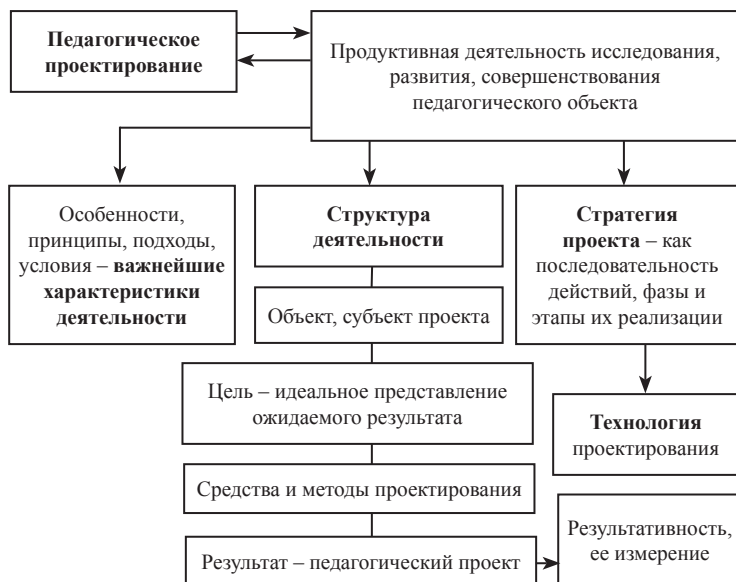 Педагогическое
проектирование
Продуктивная деятельность исследования,
развития, совершенствования
педагогического объекта
Особенности,
принципы, подходы,
условия – важнейшие
характеристики
деятельности
Структура
деятельности
Стратегия
проекта – как
последовательность
действий, фазы и
этапы их реализации
Объект, субъект проекта
Цель – идеальное представление
ожидаемого результата
Технология
проектирования
Средства и методы проектирования
Результат – педагогический проект
Результативность,
ее измерение